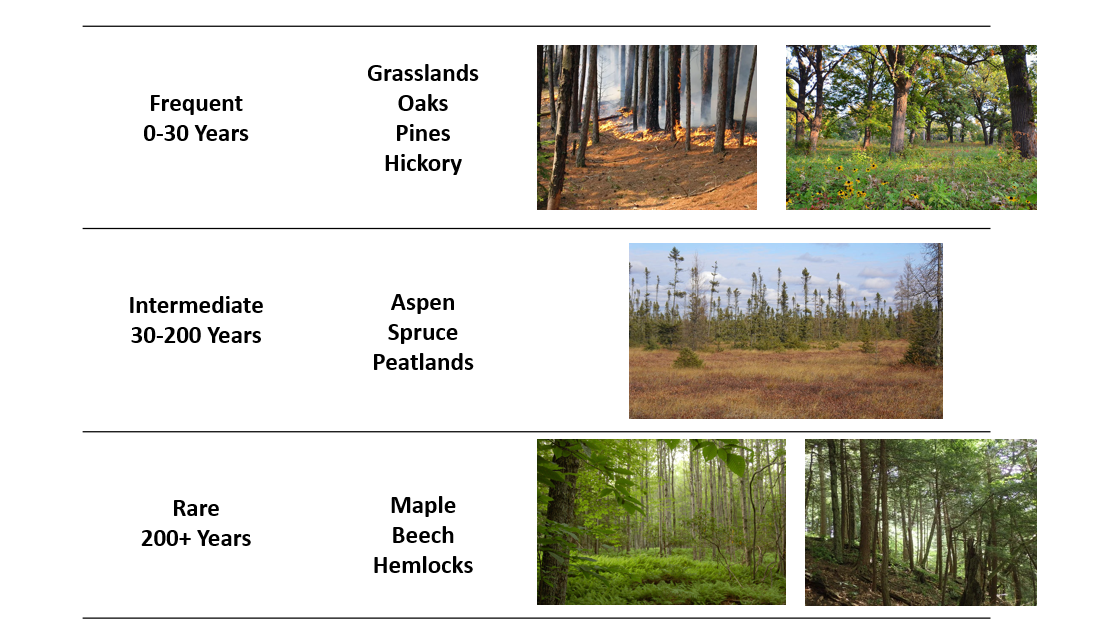 Frequent
0-30 Years
Grasslands
Oaks
Pines
Hickory
Intermediate
30-200 Years
Aspen
Spruce
Peatlands
Rare
200+ Years
Maple
Beech
Hemlocks